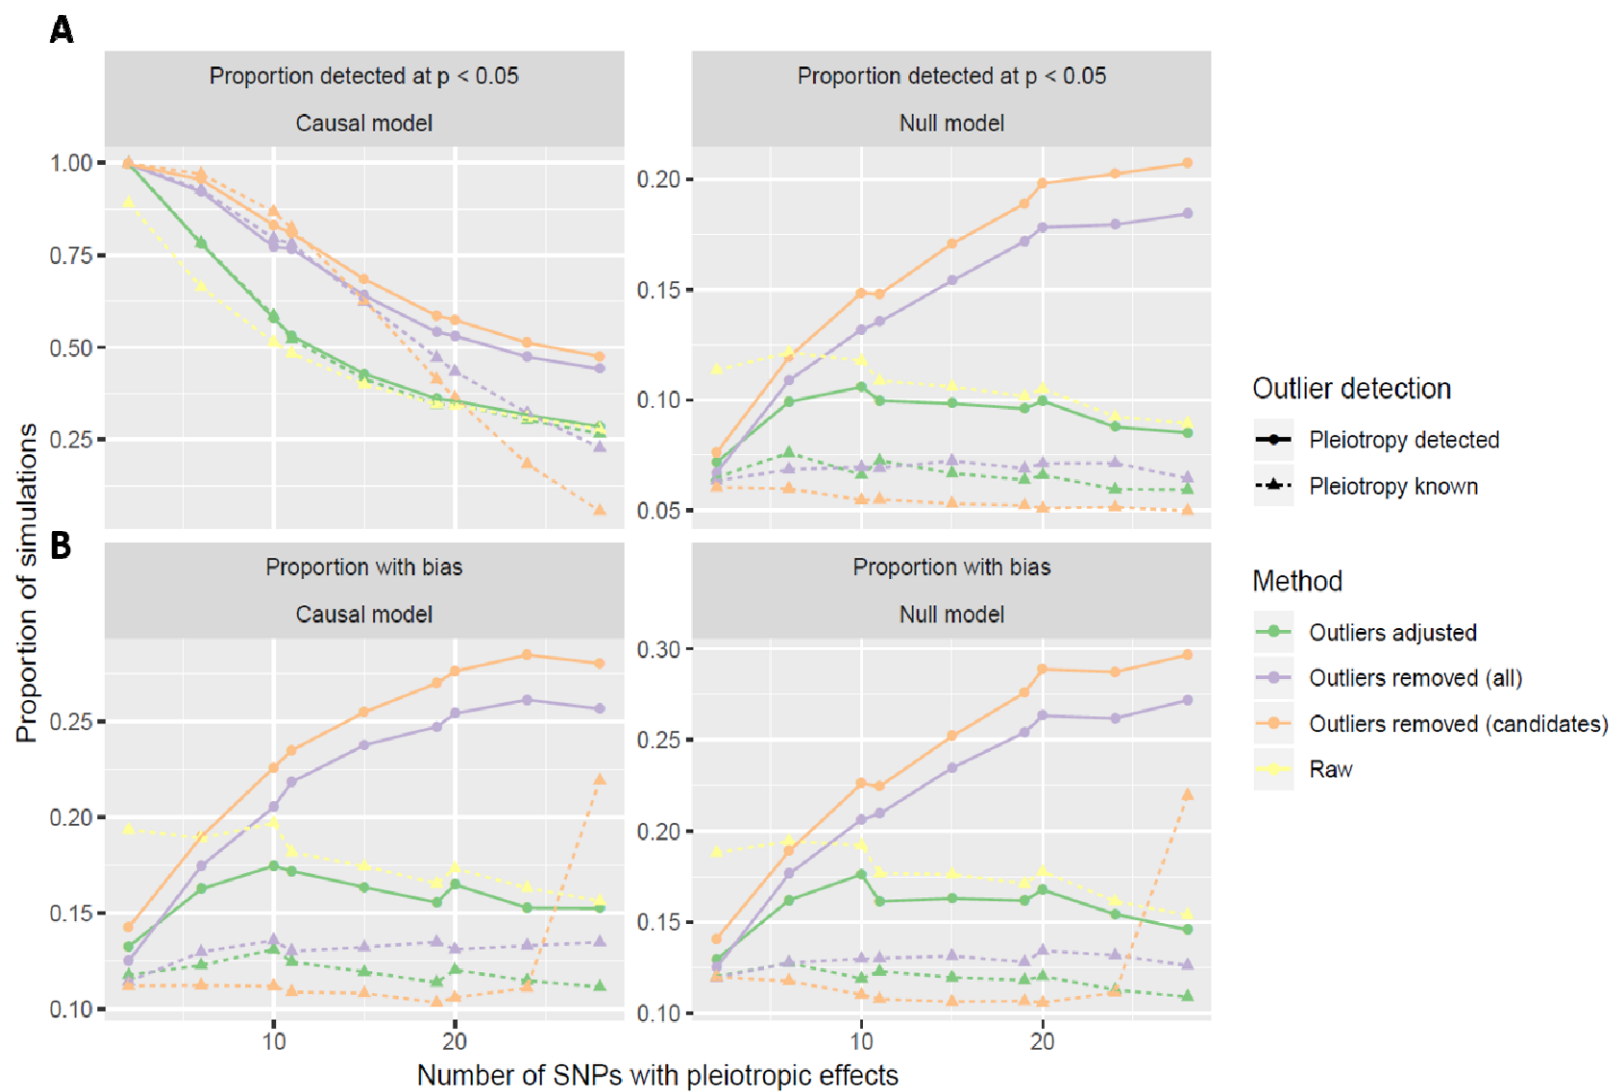 A
Proportion detected at p < 0.05
Causal model
Proportion detected at p < 0.05
Null model
1.00
0.75
0.50
0.25
0.20
0.15
0.10
0.05
B
Proportion with bias
Causal model
Proportion with bias
Null model
0.25
0.20
0.15
0.10
0.30
0.25
0.20
0.15
0.10
10
20
10
20
Number of SNPs with pleiotropic effects
Proportion of simulations
Outlier detection
Pleiotropy detected
Pleiotropy known
Method
Outliers adjusted
Outliers removed (all)
Outliers removed (candidates)
Raw